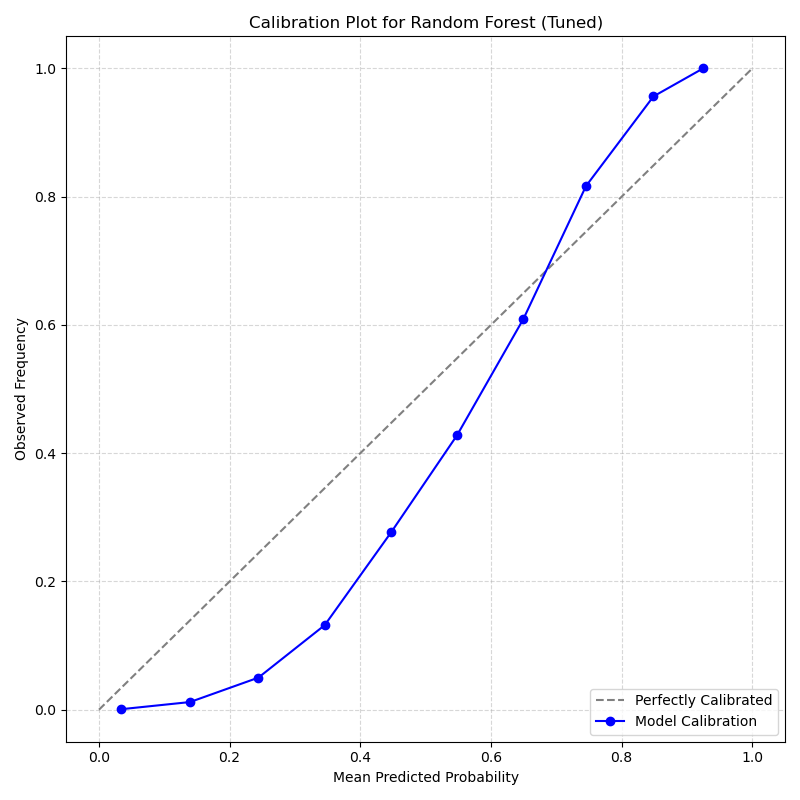 Calibration Plot for Random Forest (Tuned)
1.0
0.8
0.6
0.4
0.2
0.0
Observed Frequency
Perfectly Calibrated
Model Calibration
0.0 0.2 0.4 0.6 0.8 1.0
Mean Predicted Probability